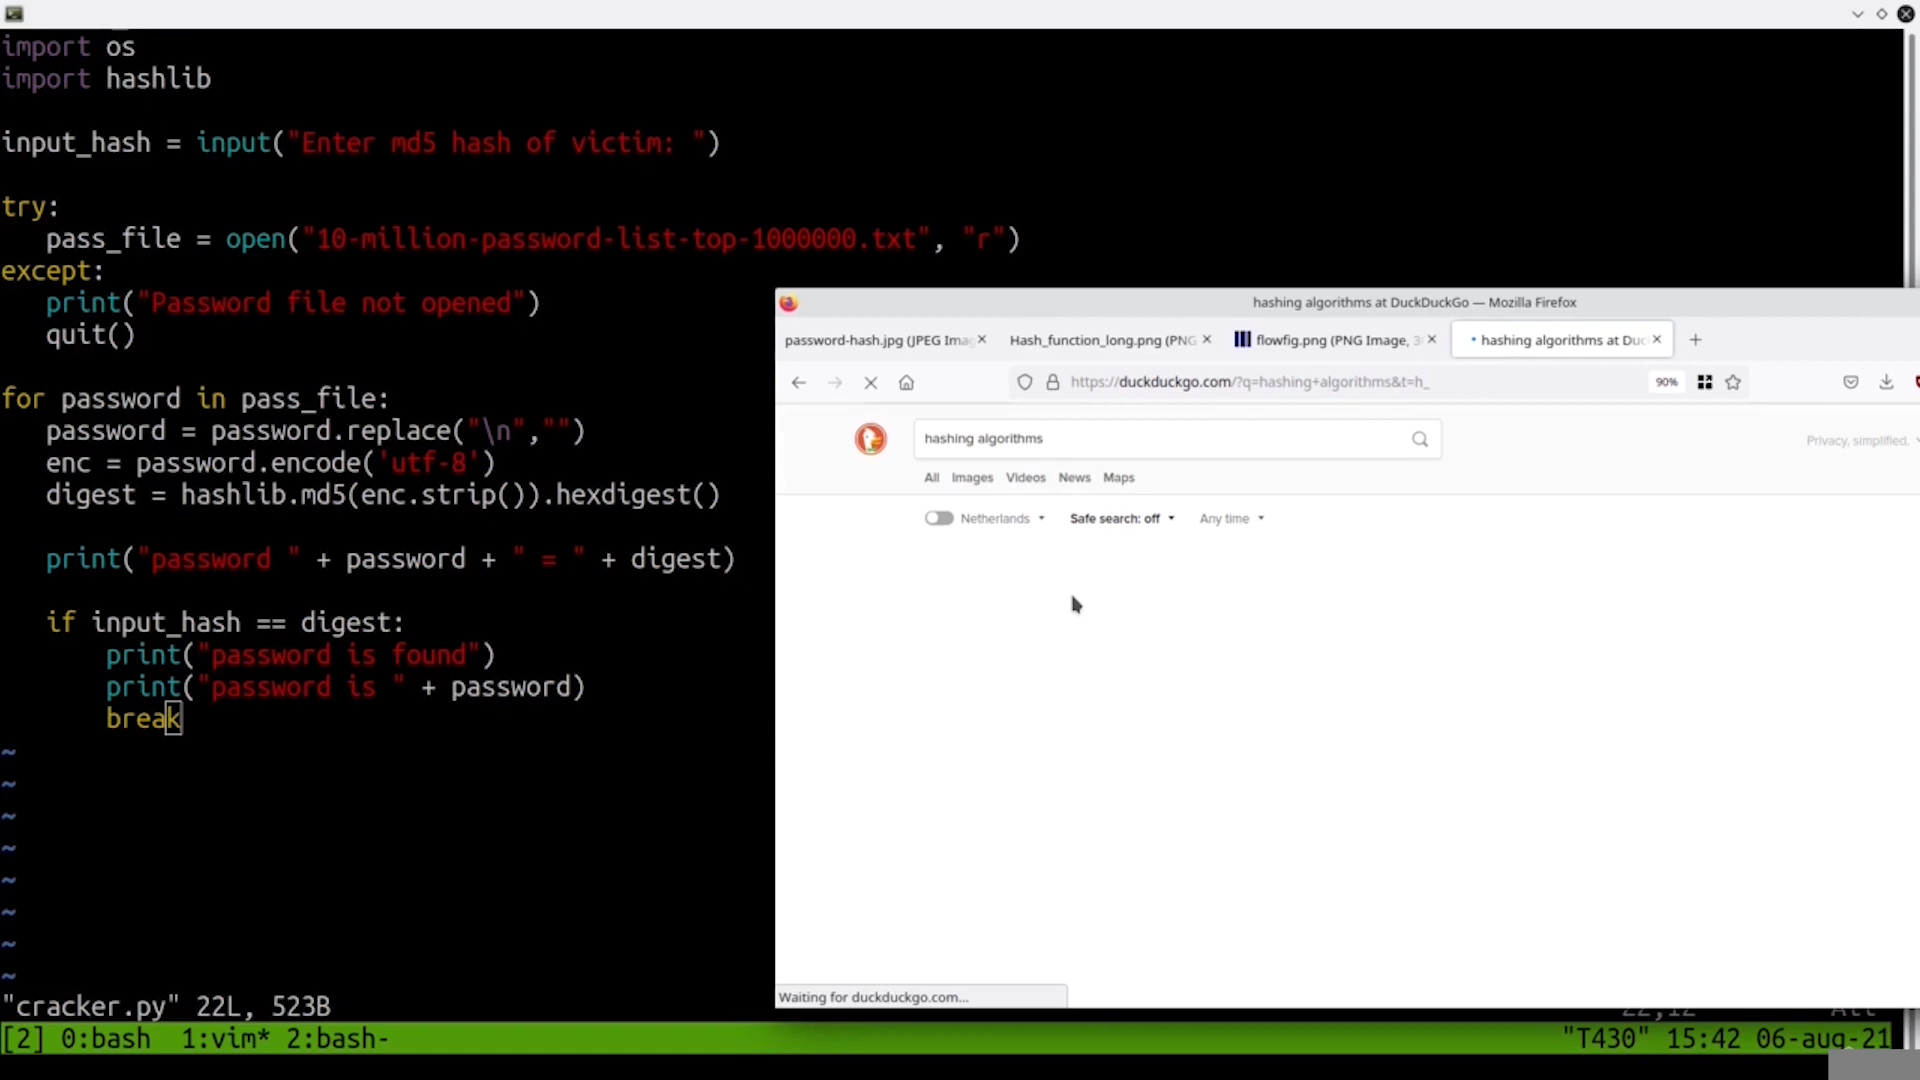 import os
import hashlib
input_hash = input("Enter md5 hash of victim: ")
try:
pass_file = open("10-million-password-list-top-1000000.txt", "r")
except:
print("Password file not opened")
quit()
for password in pass_file:
password = password.replace("\n","")
enc = password.encode('utf-8')
digest = hashlib.md5(enc.strip()).hexdigest()
print("password " + password + " = " + digest)
if input_hash == digest:
print("password is found")
print("password is " + password)
break
~
~
~
~
~
~
~
~
"cracker.py" 22L, 523B
[2] 0:bash 1:vim* 2:bash- "T430" 15:42 06-aug-21
hashing algorithms at DuckDuckGo — Mozilla Firefox
password-hash.jpg (JPEG Ima
Hash_function_long.png (PNG
flowfig.png (PNG Image, 3
hashing algorithms at Duc
https://duckduckgo.com/?q=hashing+algorithms&t=h_
90%
hashing algorithms
Privacy, simplified.
All Images Videos News Maps
Netherlands Safe search: off Any time
Waiting for duckduckgo.com...